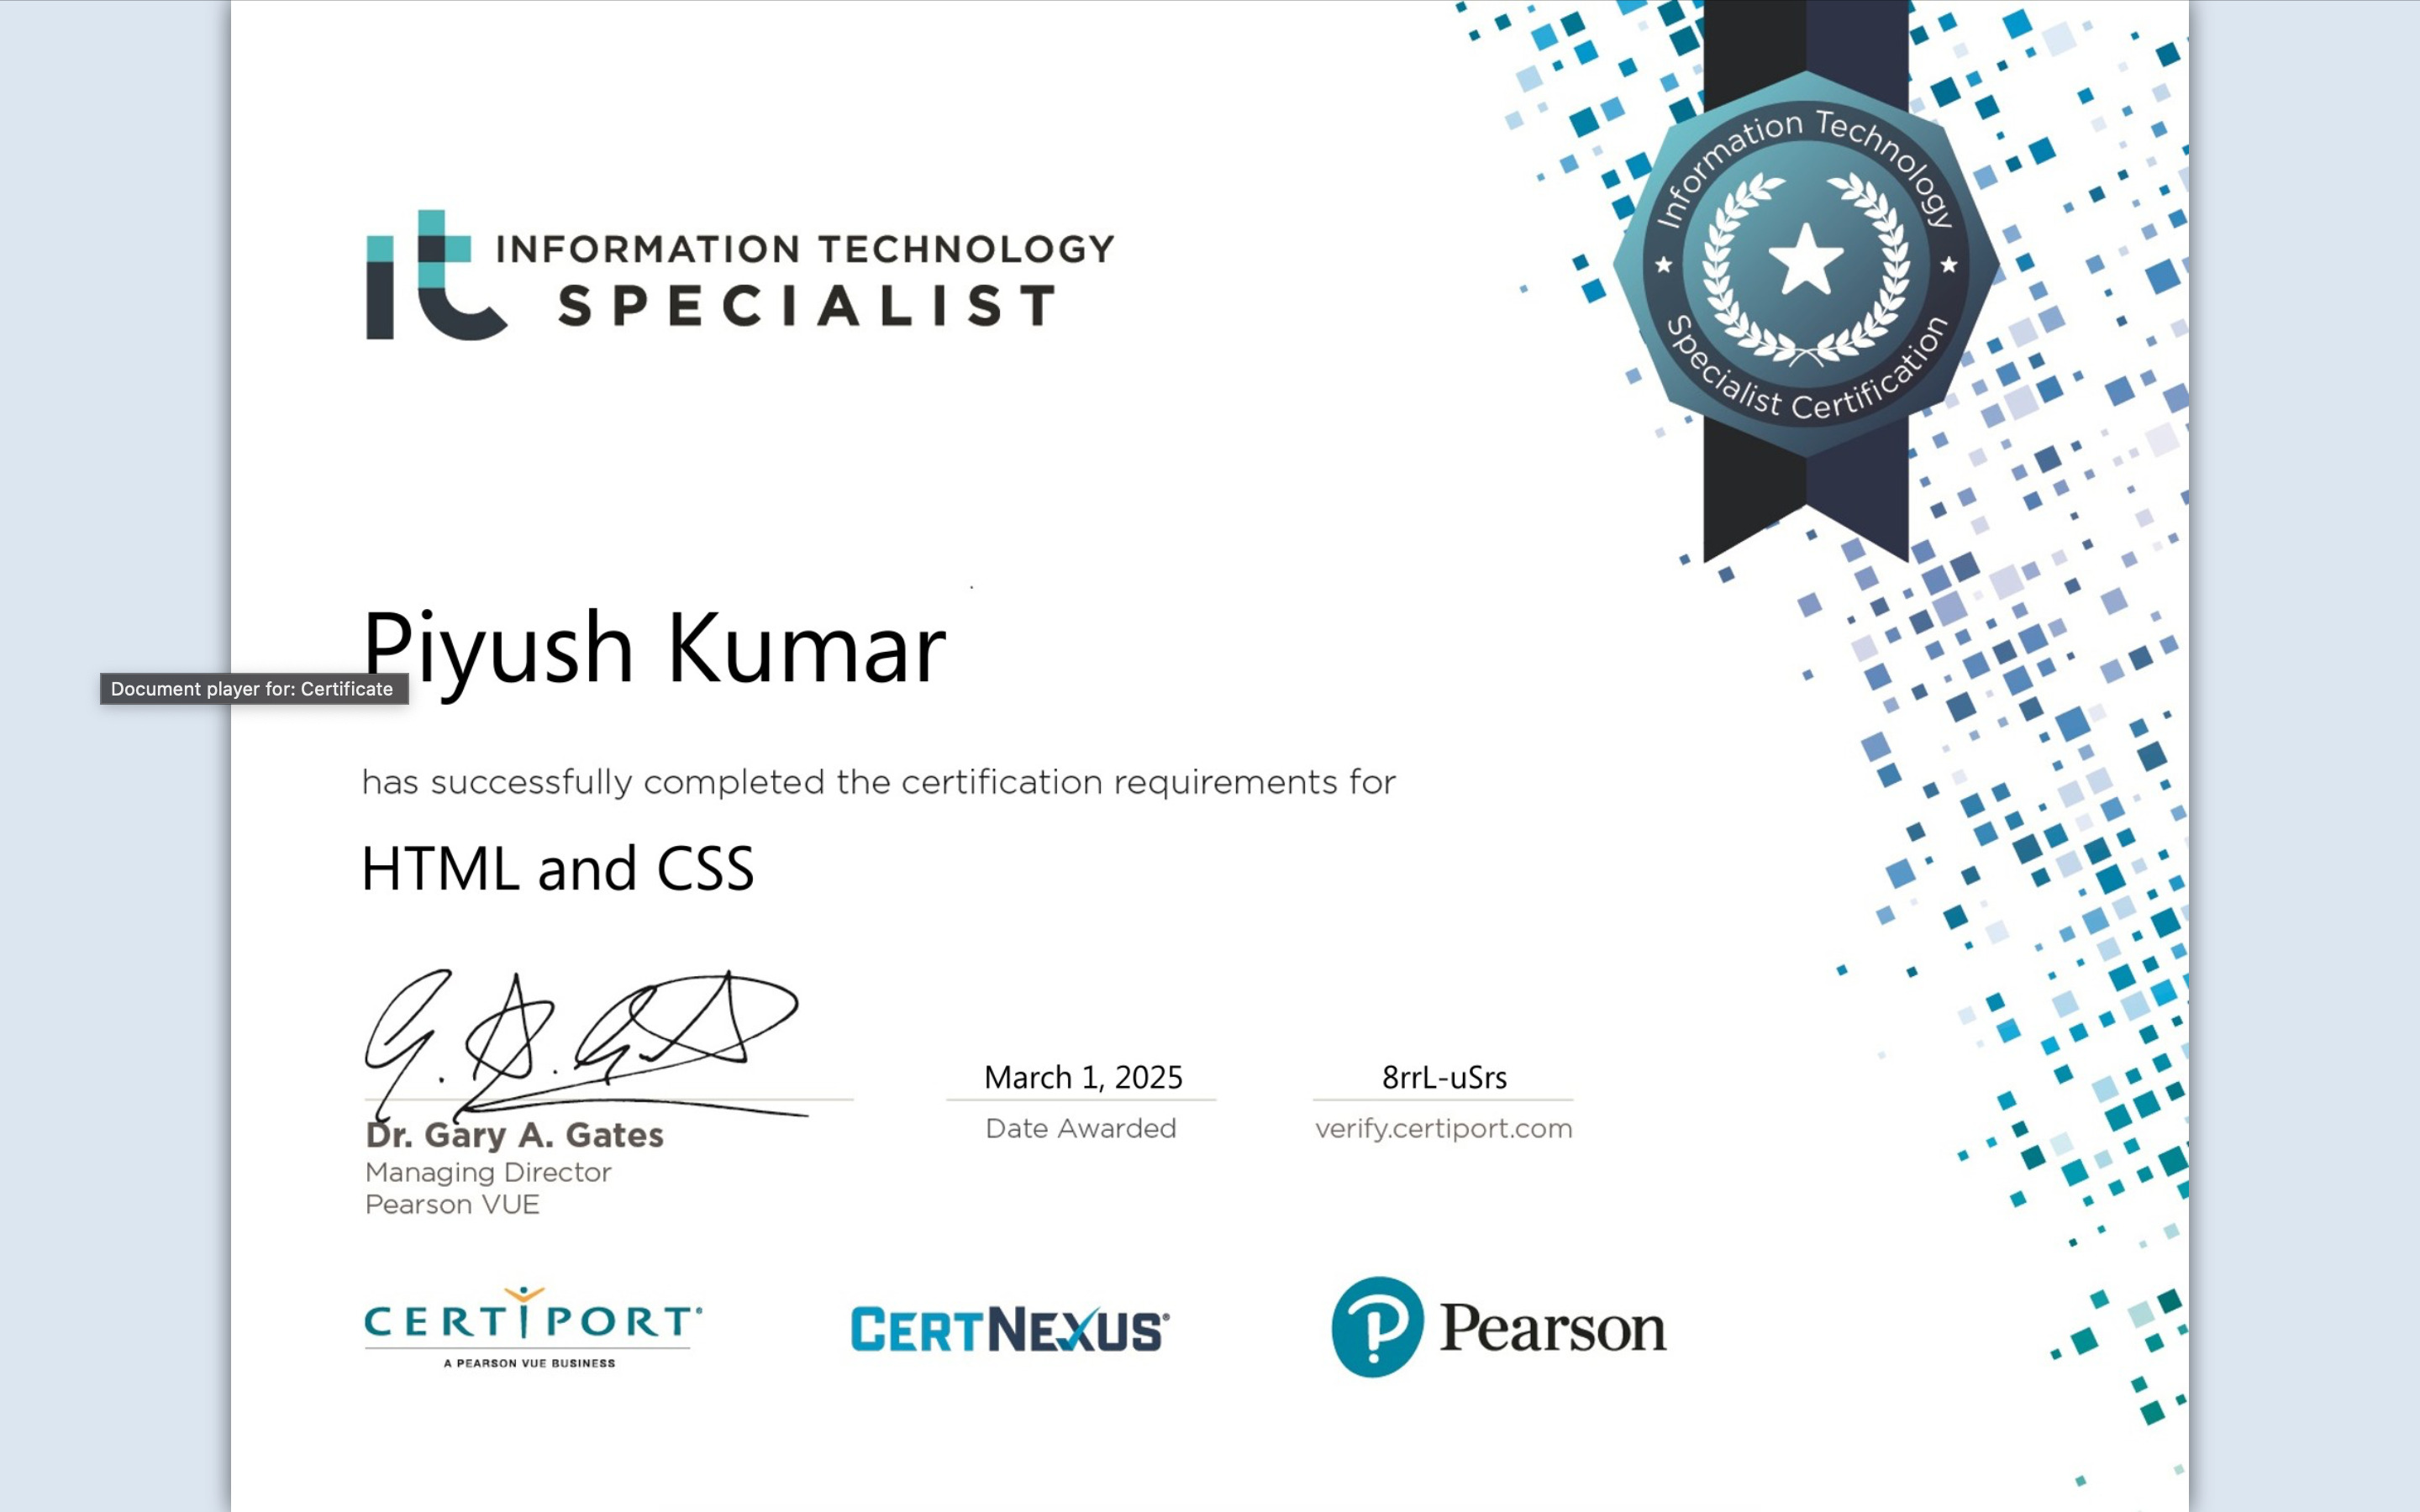 it INFORMATION TECHNOLOGY
SPECIALIST
Information Technology
Specialist Certification
Piyush Kumar
Document player for: Certificate
has successfully completed the certification requirements for
HTML and CSS
March 1, 2025
8rrL-uSrs
Dr. Gary A. Gates
Date Awarded
verify.certiport.com
Managing Director
Pearson VUE
CERTIPORT®
A PEARSON VUE BUSINESS
CERTNEXUS®
Pearson